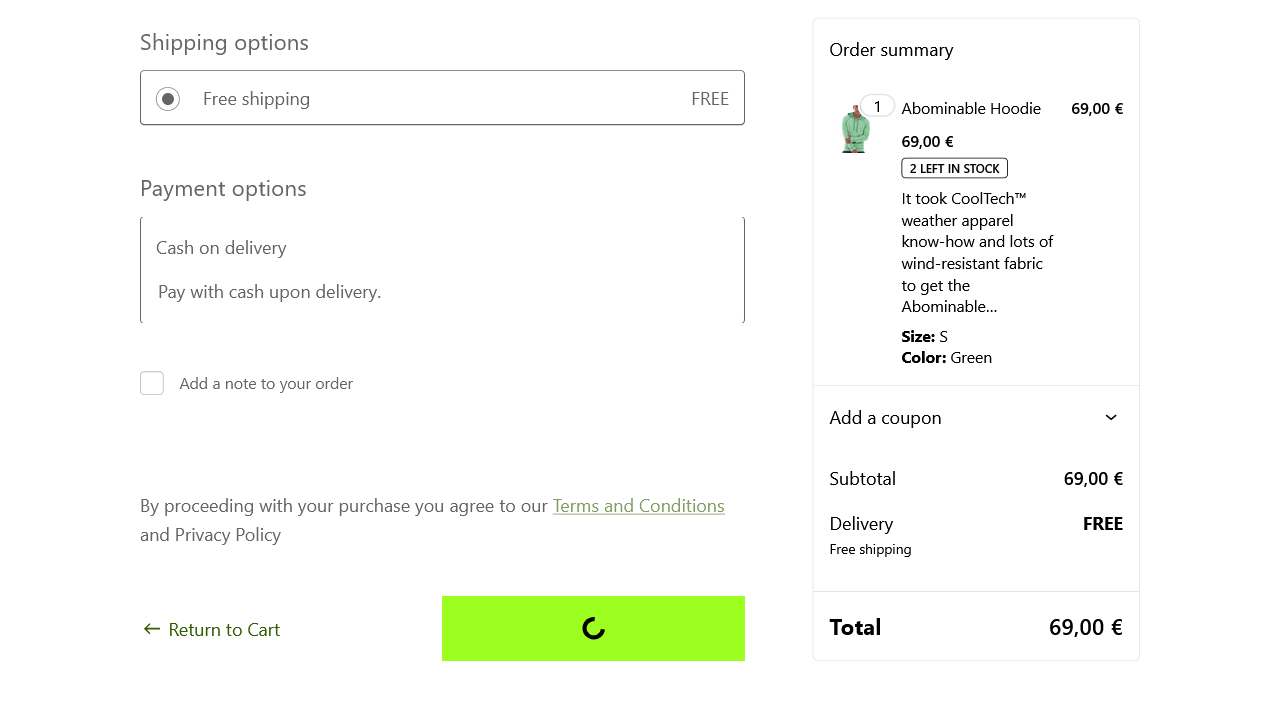 Shipping options
Free shipping FREE
Payment options
Cash on delivery
Pay with cash upon delivery.
Add a note to your order
By proceeding with your purchase you agree to our Terms and Conditions
and Privacy Policy
Return to Cart
Order summary
1 Abominable Hoodie 69,00 €
69,00 €
2 LEFT IN STOCK
It took CoolTech™
weather apparel
know-how and lots of
wind-resistant fabric
to get the
Abominable…
Size: S
Color: Green
Add a coupon
Subtotal 69,00 €
Delivery FREE
Free shipping
Total 69,00 €